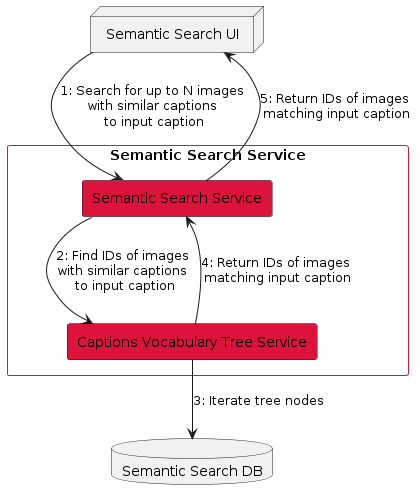 Semantic Search UI
1: Search for up to N images
with similar captions
to input caption
5: Return IDs of images
matching input caption
Semantic Search Service
Semantic Search Service
2: Find IDs of images
with similar captions
to input caption
4: Return IDs of images
matching input caption
Captions Vocabulary Tree Service
3: Iterate tree nodes
Semantic Search DB